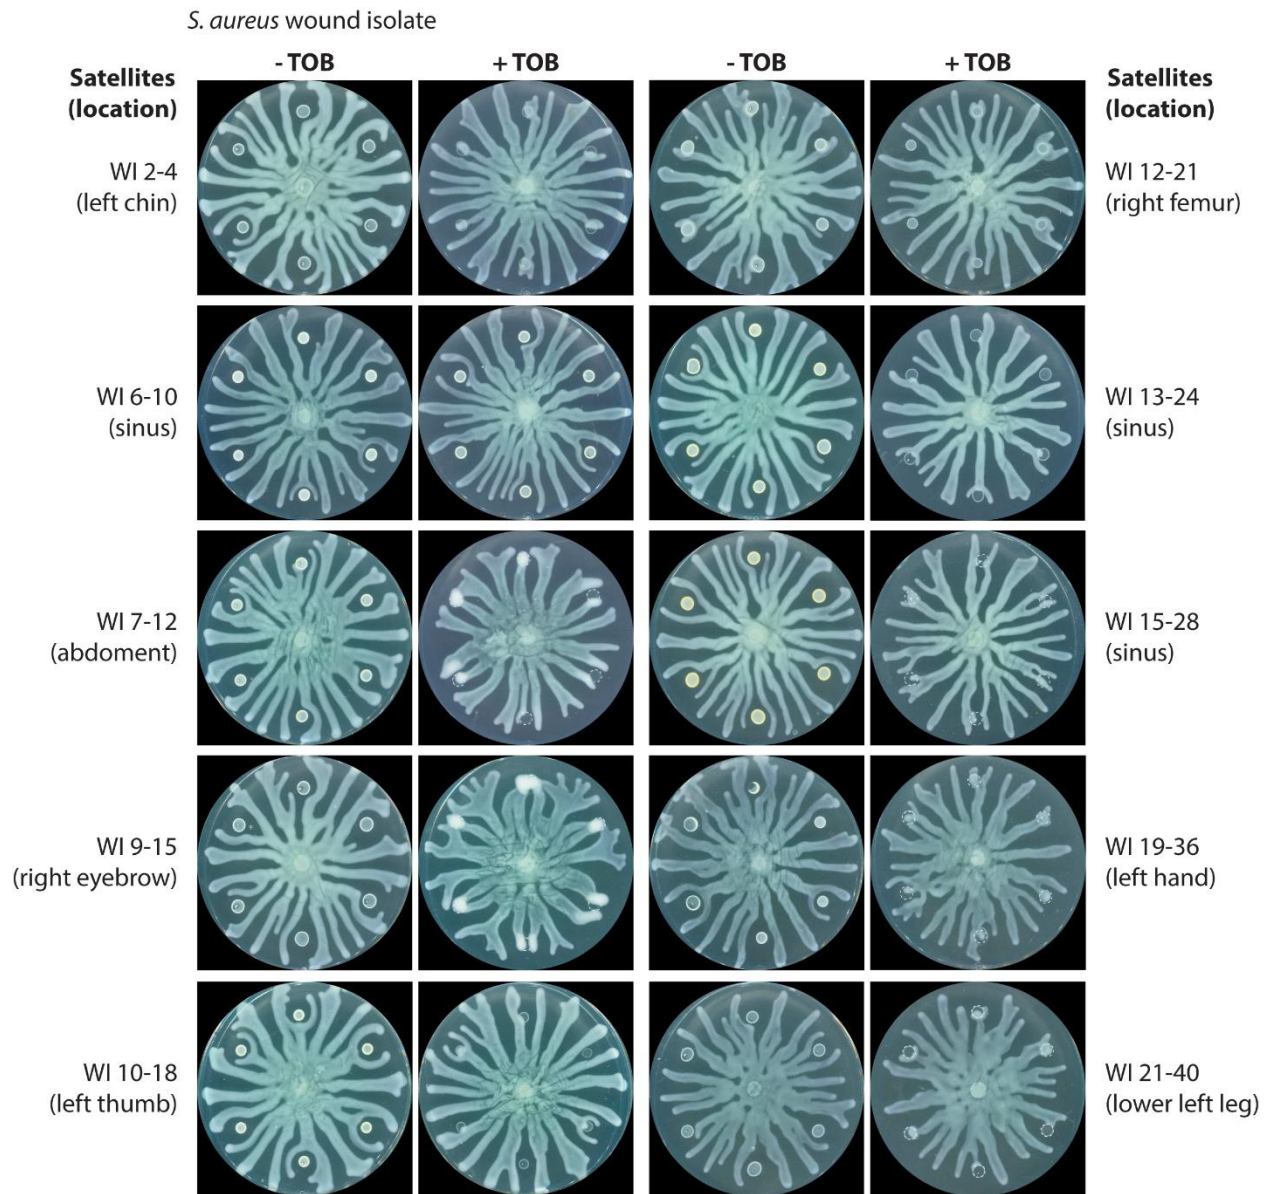 S. aureus wound isolate
- TOB
+ TOB
- TOB
+ TOB
Satellites
(location)
Satellites
(location)
WI 2-4
(left chin)
WI 12-21
(right femur)
WI 6-10
(sinus)
WI 13-24
(sinus)
WI 7-12
(abdoment)
WI 15-28
(sinus)
WI 9-15
(right eyebrow)
WI 19-36
(left hand)
WI 10-18
(left thumb)
WI 21-40
(lower left leg)